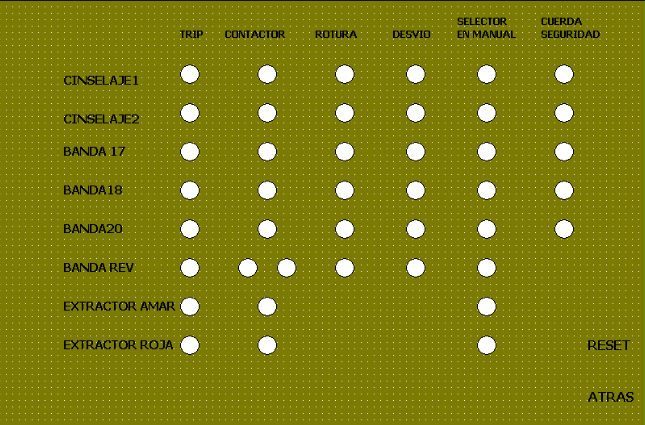 TRIP CONTACTOR ROTURA DESVIO SELECTOR EN MANUAL CUERDA SEGURIDAD
CINSELAJE1
CINSELAJE2
BANDA 17
BANDA18
BANDA20
BANDA REV
EXTRACTOR AMAR
EXTRACTOR ROJA RESET
ATRAS